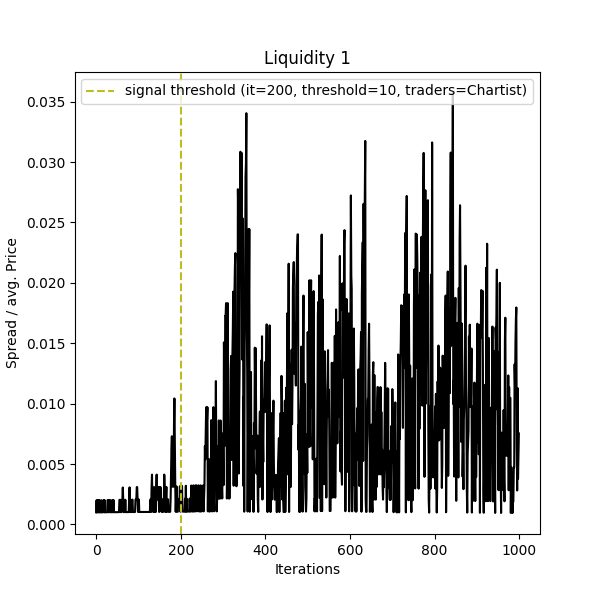 Liquidity 1
signal threshold (it=200, threshold=10, traders=Chartist)
Spread / avg. Price
0.035
0.030
0.025
0.020
0.015
0.010
0.005
0.000
0 200 400 600 800 1000
Iterations